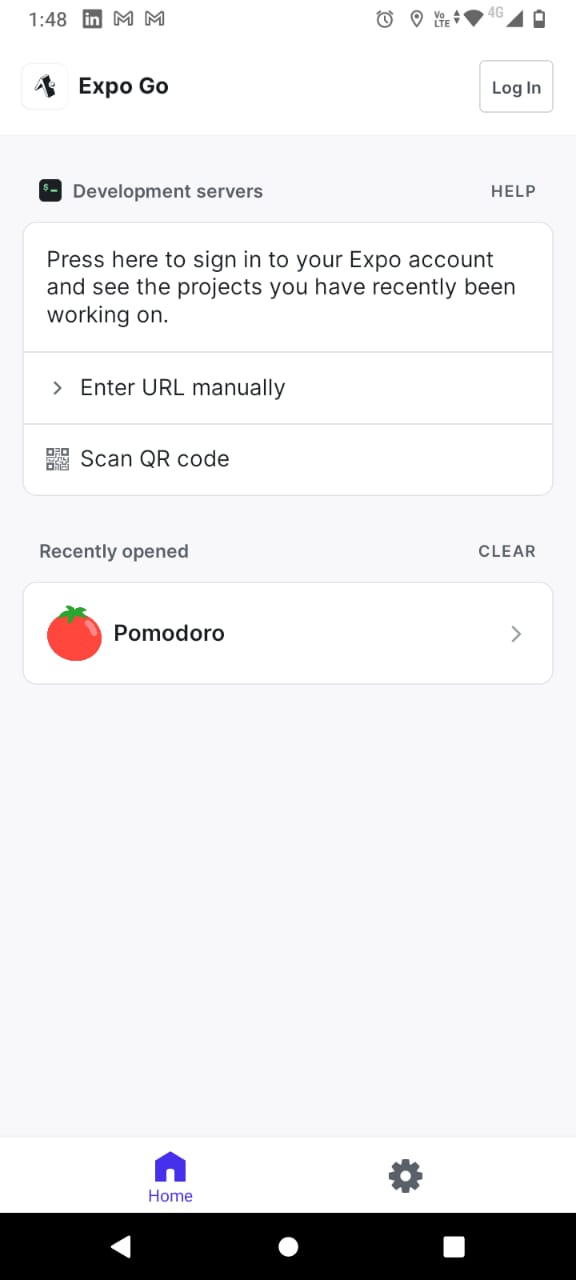 1:48
Vo
LTE
4G
Expo Go
Log In
$
Development servers
HELP
Press here to sign in to your Expo account
and see the projects you have recently been
working on.
Enter URL manually
Scan QR code
Recently opened
CLEAR
Pomodoro
Home